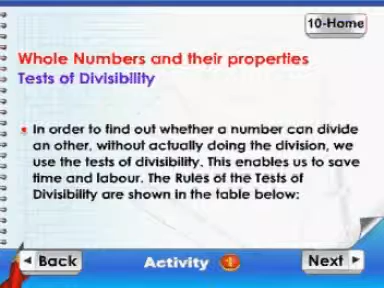 10-Home
Whole Numbers and their properties
Tests of Divisibility
In order to find out whether a number can divide
an other, without actually doing the division, we
use the tests of divisibility. This enables us to save
time and labour. The Rules of the Tests of
Divisibility are shown in the table below:
Back
Activity 1
Next